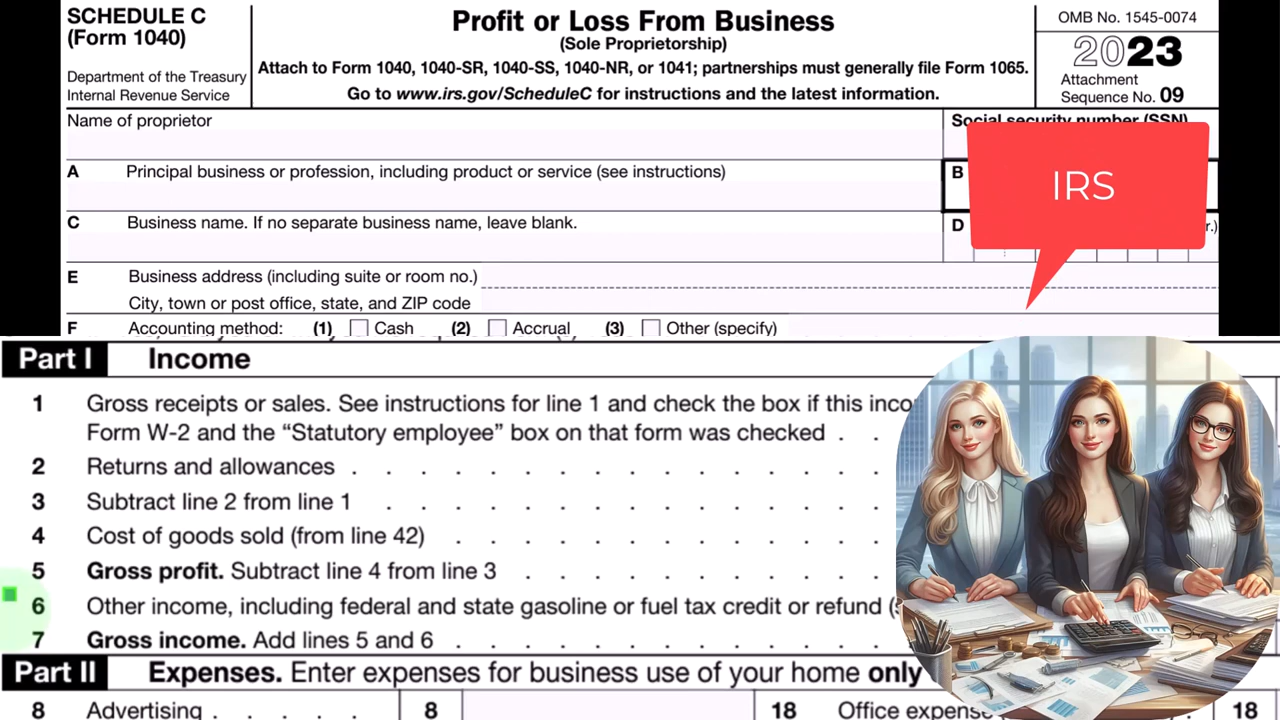 SCHEDULE C
(Form 1040)
Department of the Treasury
Internal Revenue Service
Profit or Loss From Business
(Sole Proprietorship)
Attach to Form 1040, 1040-SR, 1040-SS, 1040-NR, or 1041; partnerships must generally file Form 1065.
Go to www.irs.gov/ScheduleC for instructions and the latest information.
OMB No. 1545-0074
2023
Attachment
Sequence No. 09
Name of proprietor
Social security number (SSN)
A Principal business or profession, including product or service (see instructions)
B
IRS
C Business name. If no separate business name, leave blank.
D
r.)
E Business address (including suite or room no.)
City, town or post office, state, and ZIP code
F Accounting method: (1) Cash (2) Accrual (3) Other (specify)
Part I Income
1 Gross receipts or sales. See instructions for line 1 and check the box if this inco
Form W-2 and the “Statutory employee” box on that form was checked . .
2 Returns and allowances . . . . . . . . . . . . . . . .
3 Subtract line 2 from line 1 . . . . . . . . . . . . . . .
4 Cost of goods sold (from line 42) . . . . . . . . . . . . .
5 Gross profit. Subtract line 4 from line 3 . . . . . . . . . . .
6 Other income, including federal and state gasoline or fuel tax credit or refund (
7 Gross income. Add lines 5 and 6 . . . . . . . . . . . . .
Part II Expenses. Enter expenses for business use of your home only
8 Advertising . . . . . 8
18 Office expense 18